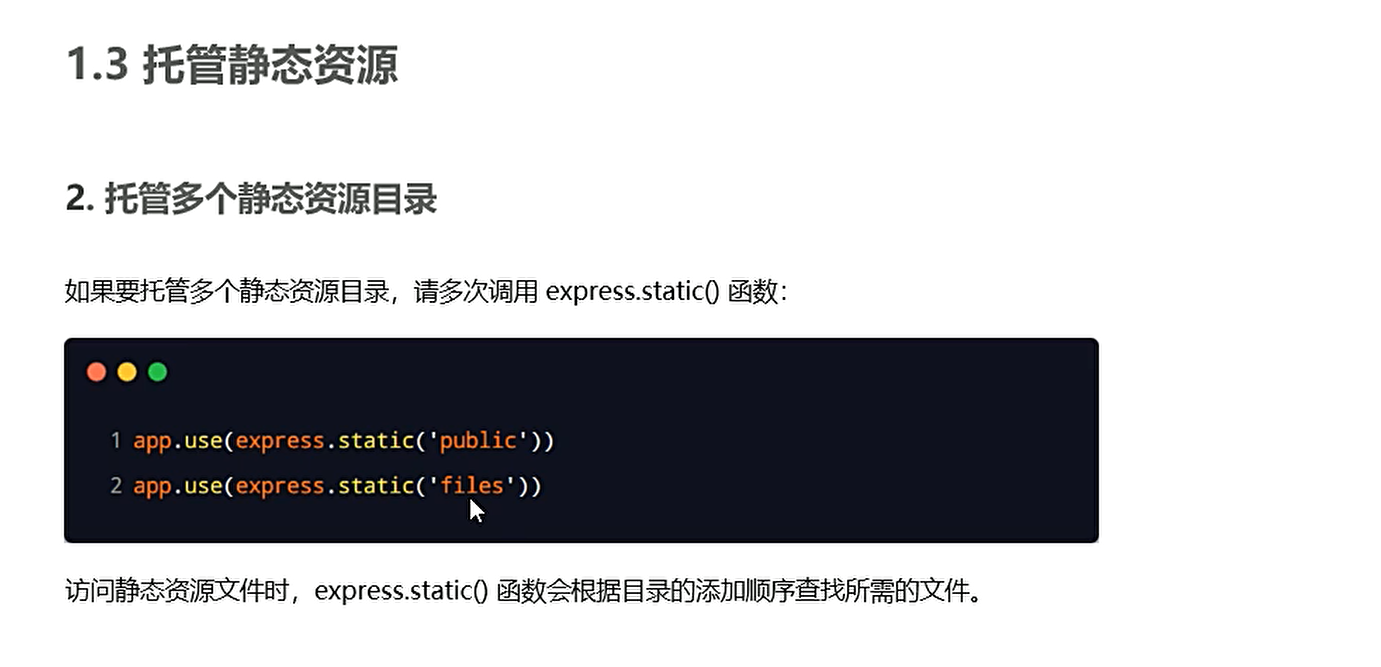 1.3 托管静态资源
2. 托管多个静态资源目录
如果要托管多个静态资源目录，请多次调用 express.static() 函数：
1 app.use(express.static('public'))
2 app.use(express.static('files'))
访问静态资源文件时，express.static() 函数会根据目录的添加顺序查找所需的文件。